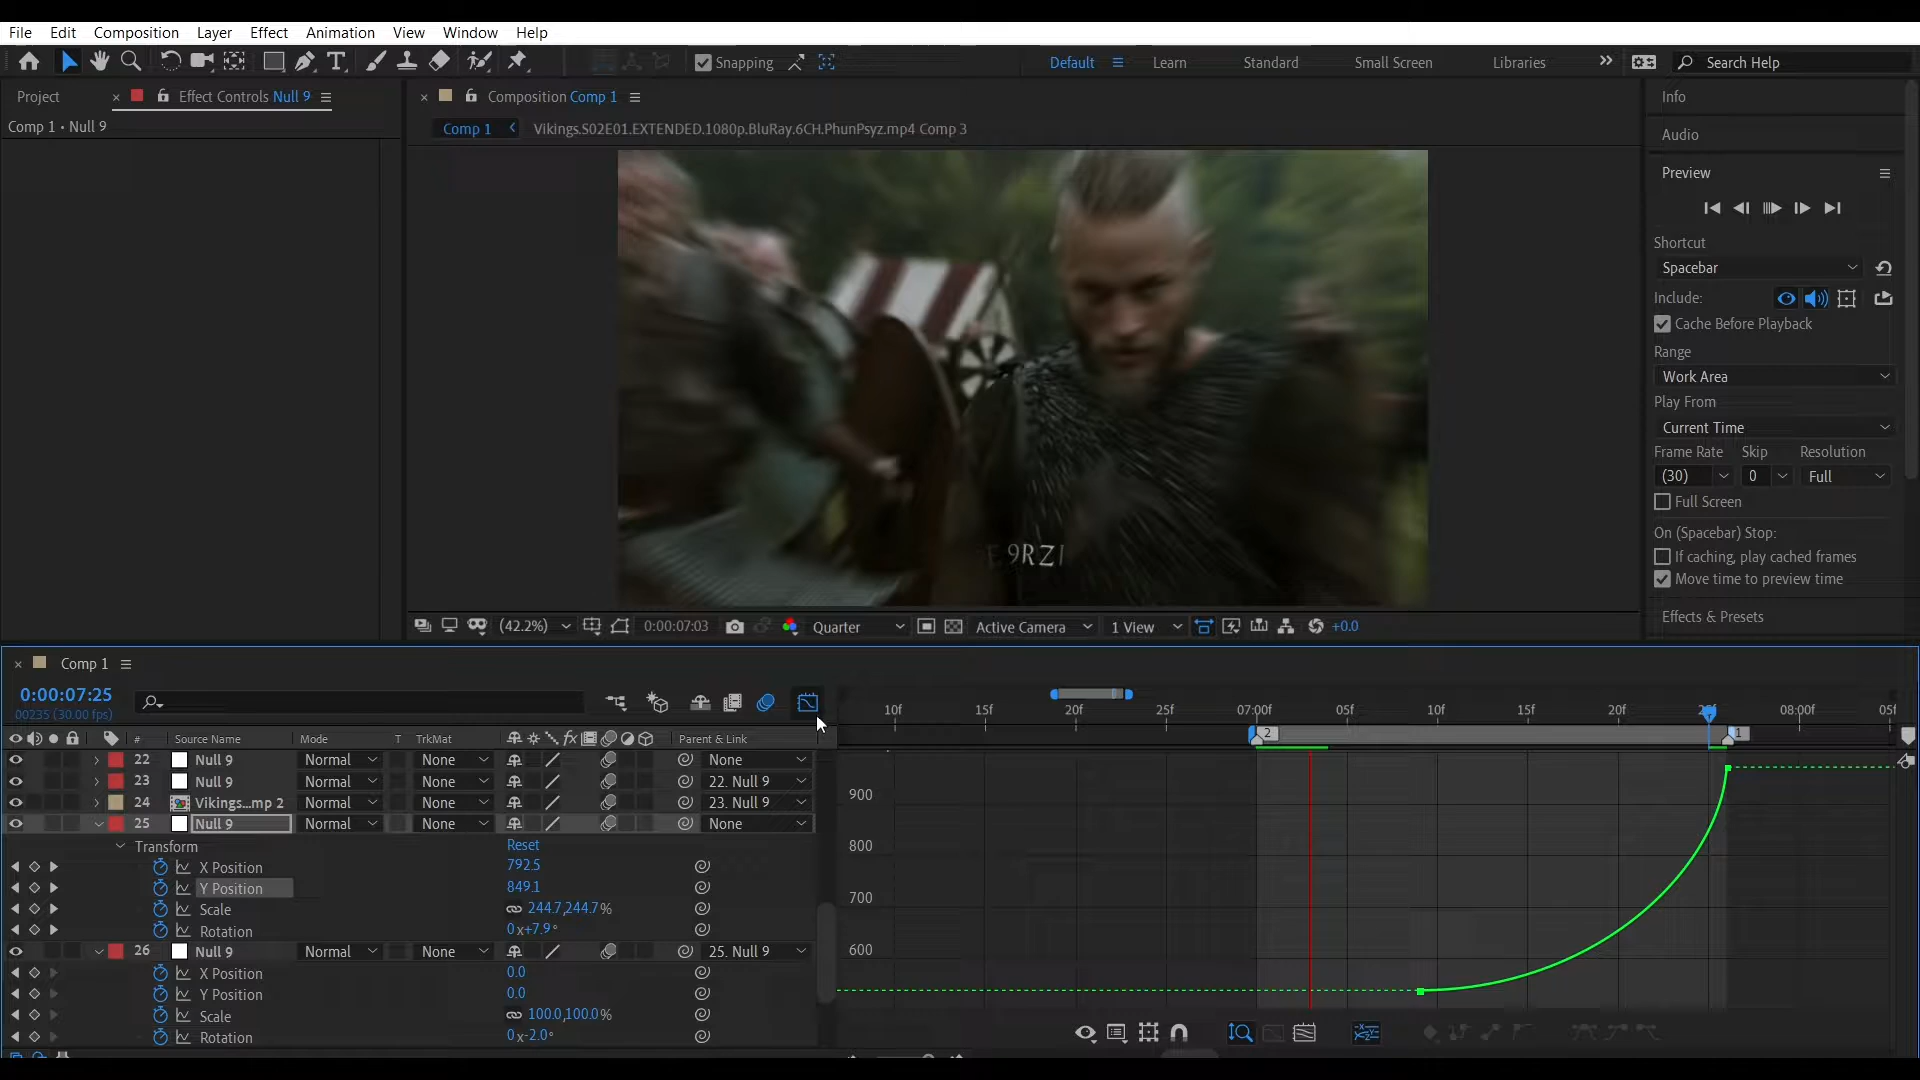 File Edit Composition Layer Effect Animation View Window Help
Snapping
Default Learn Standard Small Screen Libraries Search Help
Project Effect Controls Null 9
Comp 1 • Null 9
Composition Comp 1
Comp 1 Vikings.S02E01.EXTENDED.1080p.BluRay.6CH.PhunPsyz.mp4 Comp 3
9RZI
(42.2%) 0:00:07:03 Quarter Active Camera 1 View +0.0
Info
Audio
Preview
Shortcut
Spacebar
Include:
Cache Before Playback
Range
Work Area
Play From
Current Time
Frame Rate Skip Resolution
(30) 0 Full
Full Screen
On (Spacebar) Stop:
If caching, play cached frames
Move time to preview time
Effects & Presets
Comp 1
0:00:07:25
00235 (30.00 fps)
10f 15f 20f 25f 07:00f 05f 10f 15f 20f 08:00f 05f
2 1
# Source Name Mode T TrkMat Parent & Link
22 Null 9 Normal None None
23 Null 9 Normal None 22. Null 9
24 Vikings...mp 2 Normal None 23. Null 9
25 Null 9 Normal None None
Transform Reset
X Position 792.5
Y Position 849.1
Scale 244.7,244.7%
Rotation 0x+7.9°
26 Null 9 Normal None 25. Null 9
X Position 0.0
Y Position 0.0
Scale 100.0,100.0%
Rotation 0x-2.0°
900
800
700
600